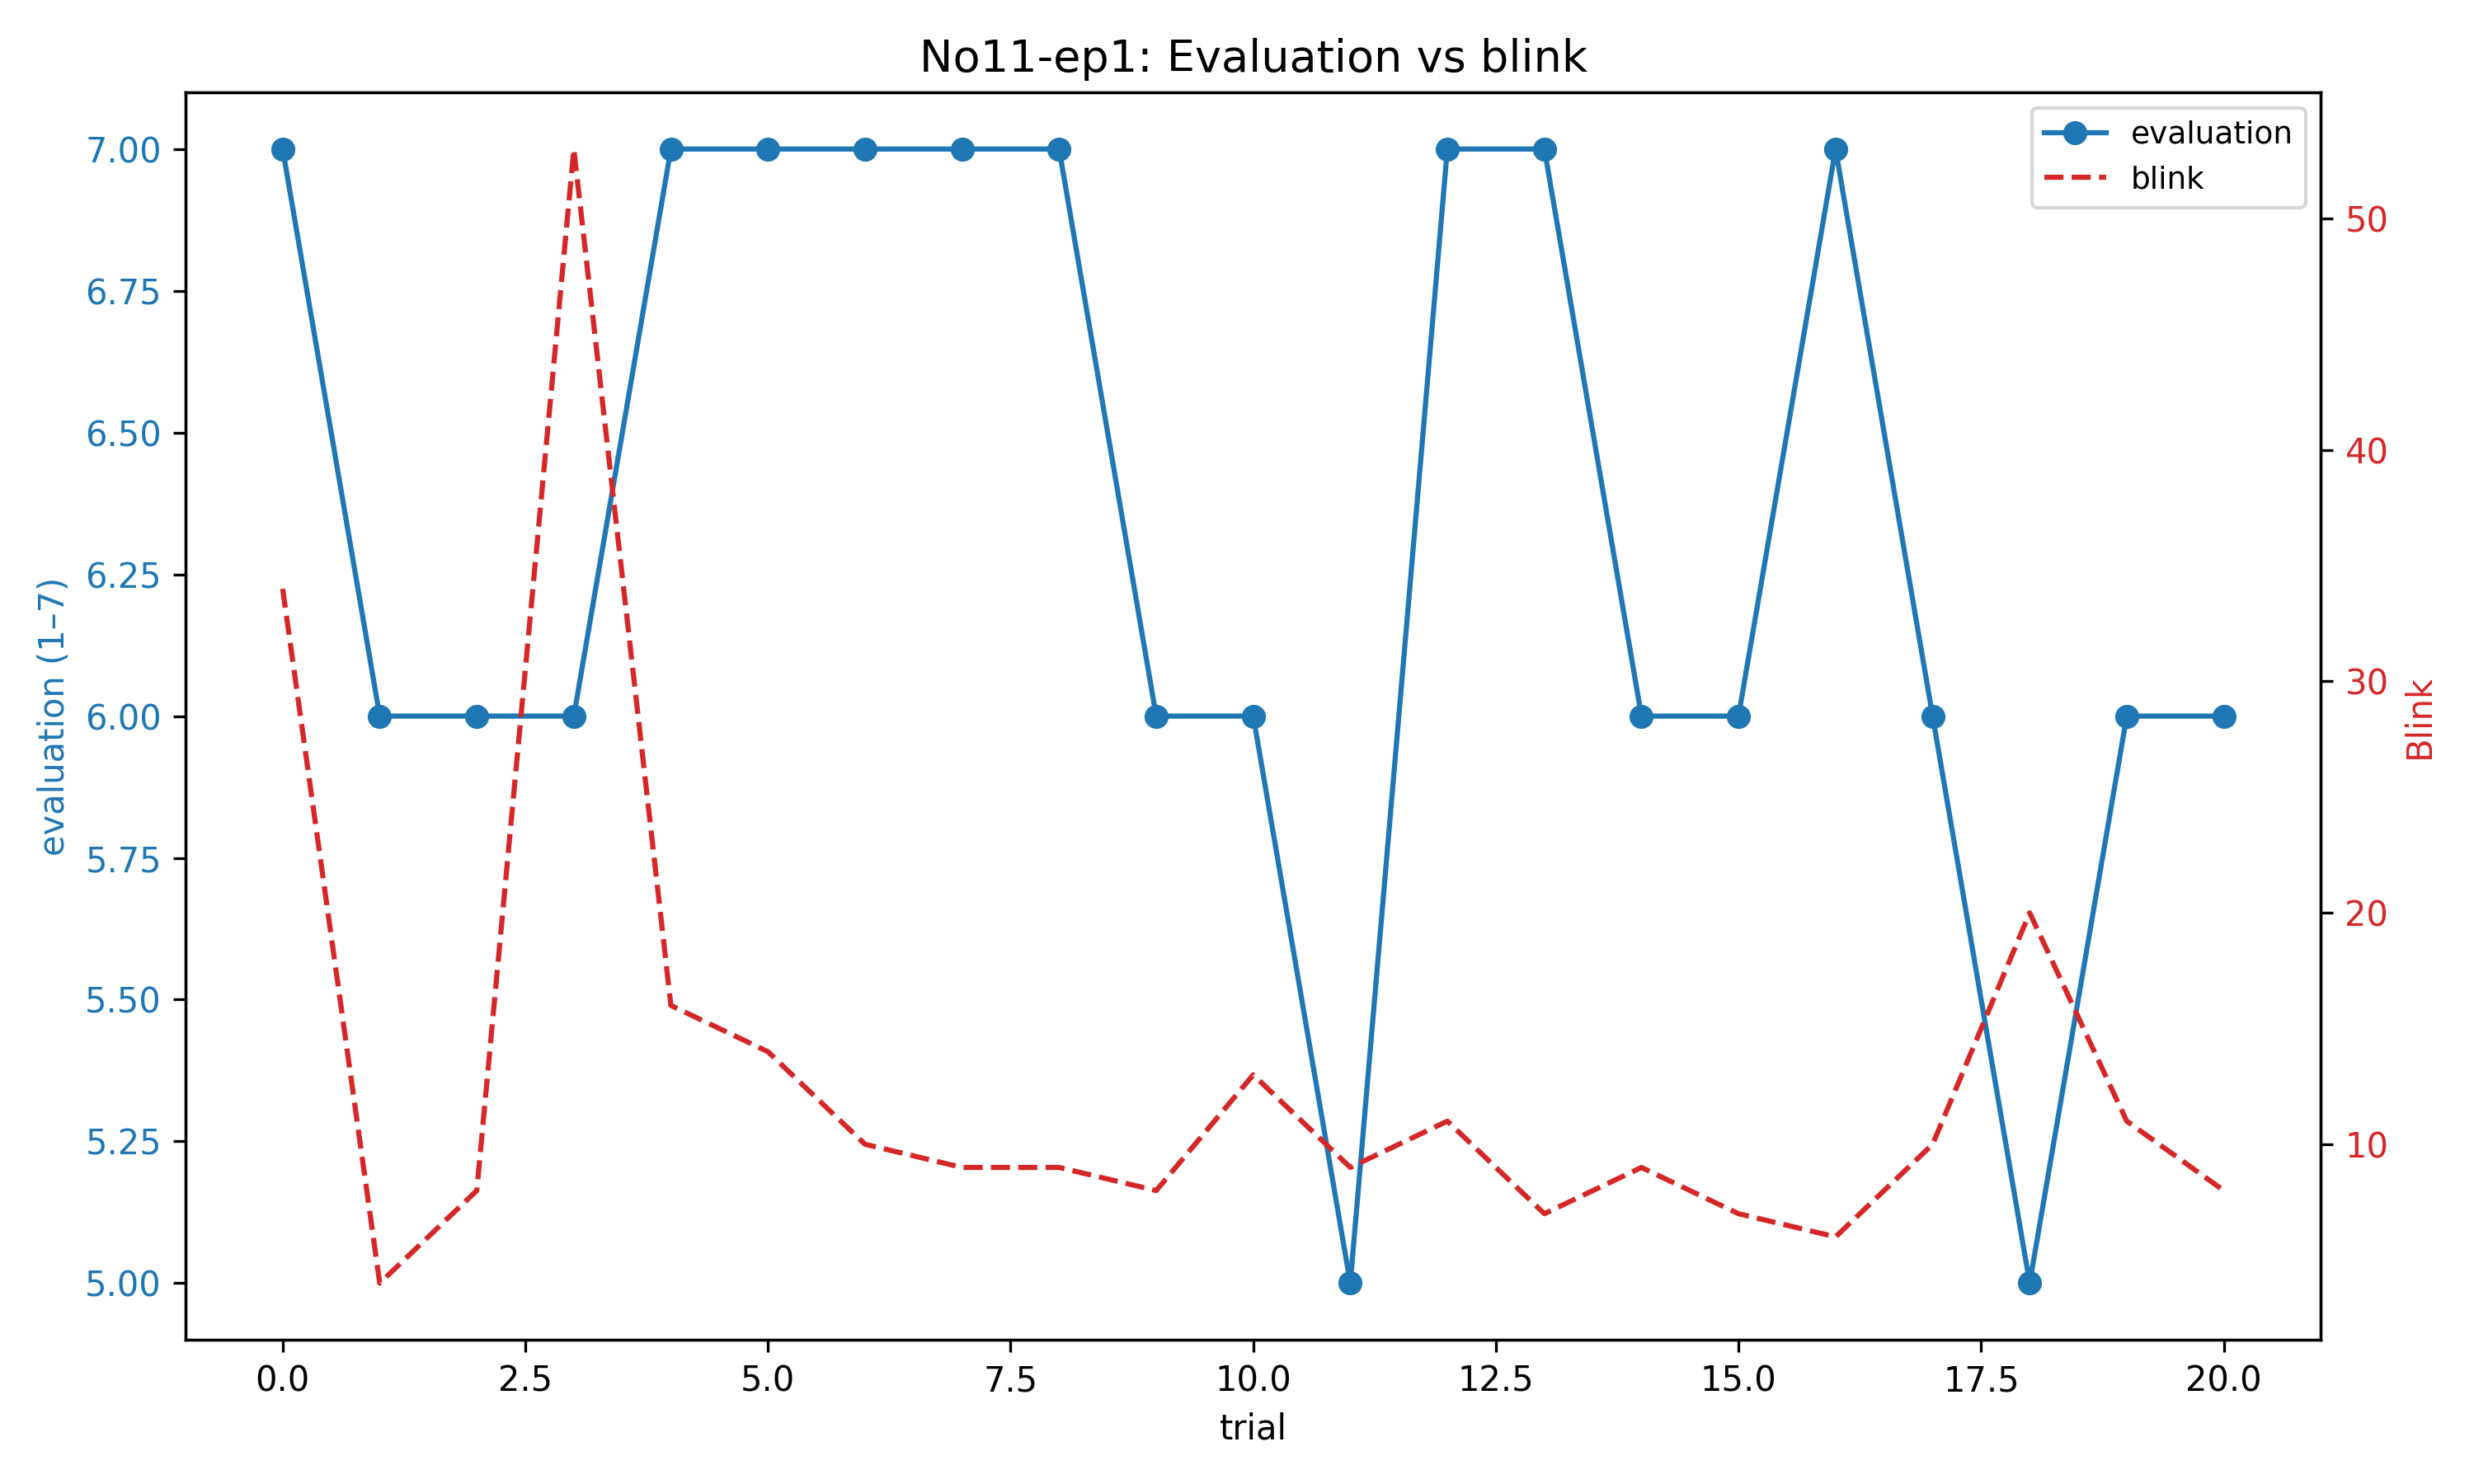 No11-ep1: Evaluation vs blink
evaluation
blink
7.00
6.75
6.50
6.25
6.00
5.75
5.50
5.25
5.00
evaluation (1–7)
50
40
30
20
10
Blink
0.0 2.5 5.0 7.5 10.0 12.5 15.0 17.5 20.0
trial